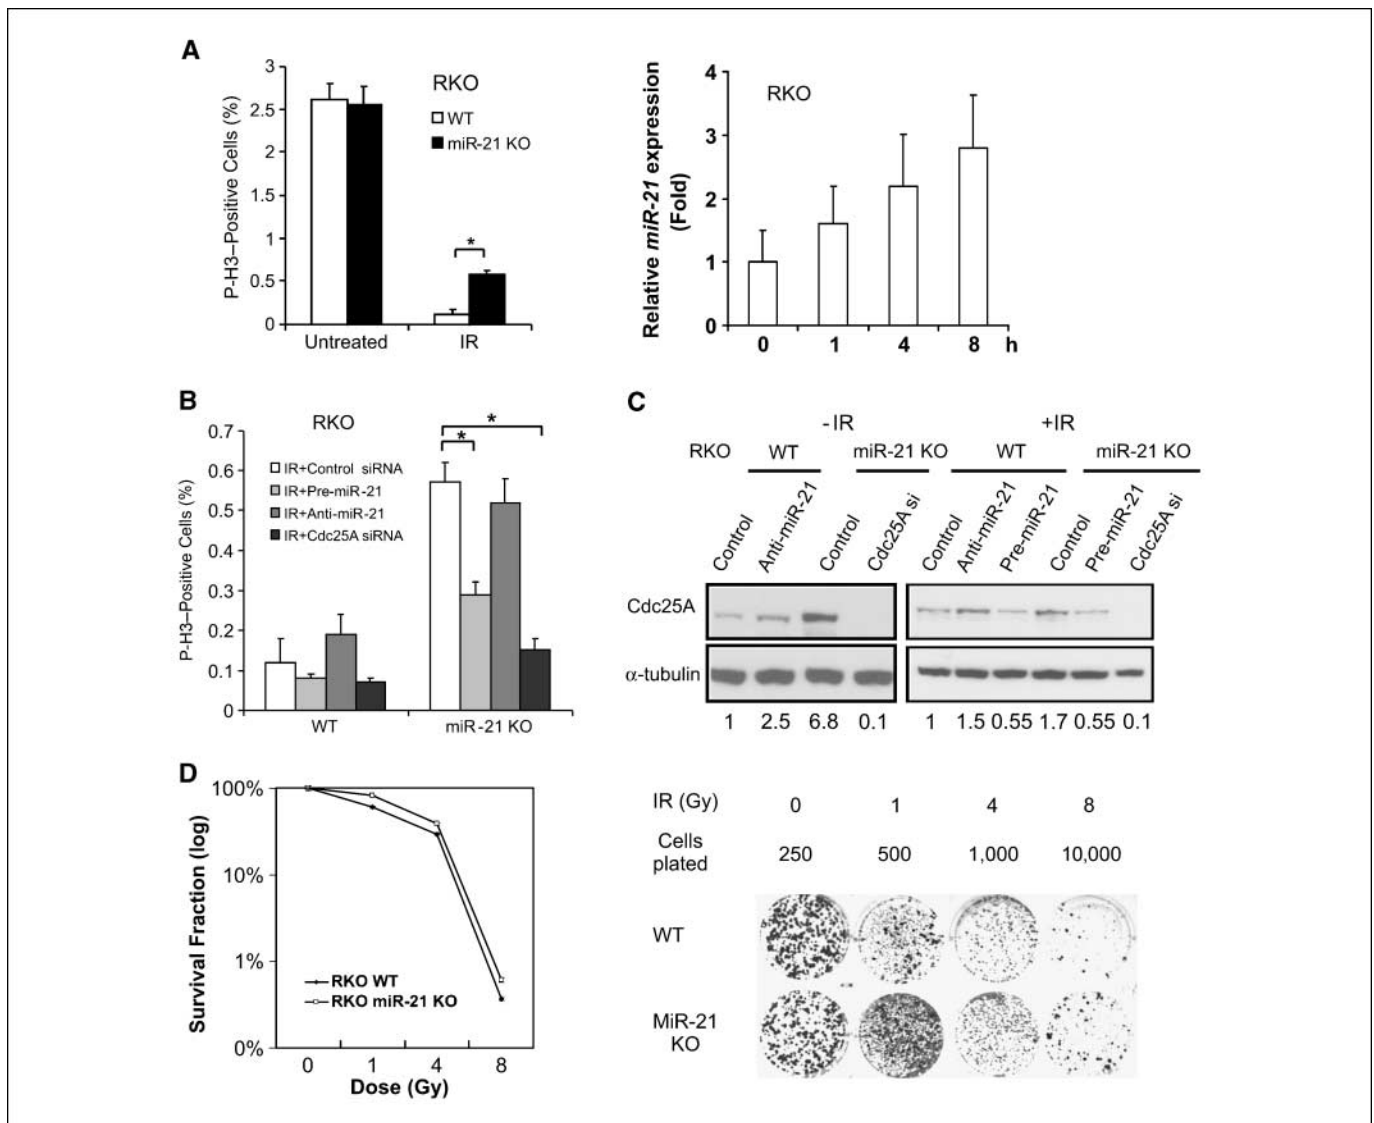 A
RKO
WT
miR-21 KO
P-H3–Positive Cells (%)
3
2.5
2
1.5
1
0.5
0
*
Untreated IR
RKO
Relative miR-21 expression
(Fold)
4
3
2
1
0
0 1 4 8 h
B
RKO
IR+Control siRNA
IR+Pre-miR-21
IR+Anti-miR-21
IR+Cdc25A siRNA
P-H3–Positive Cells (%)
0.7
0.6
0.5
0.4
0.3
0.2
0.1
0
*
*
WT miR-21 KO
C
-IR +IR
RKO WT miR-21 KO WT miR-21 KO
Control
Anti-miR-21
Control
Cdc25A si
Control
Anti-miR-21
Pre-miR-21
Control
Pre-miR-21
Cdc25A si
Cdc25A
α-tubulin
1 2.5 6.8 0.1 1 1.5 0.55 1.7 0.55 0.1
D
Survival Fraction (log)
100%
10%
1%
0%
RKO WT
RKO miR-21 KO
0 1 4 8
Dose (Gy)
IR (Gy) 0 1 4 8
Cells
plated 250 500 1,000 10,000
WT
MiR-21
KO